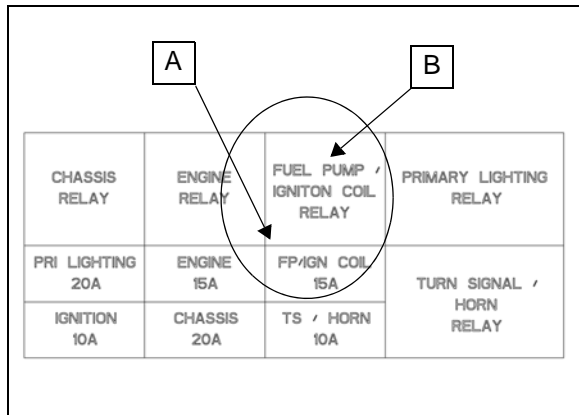 A
B
CHASSIS
RELAY
ENGINE
RELAY
FUEL PUMP /
IGNITON COIL
RELAY
PRIMARY LIGHTING
RELAY
PRI LIGHTING
20A
ENGINE
15A
FP/IGN COIL
15A
TURN SIGNAL /
HORN
RELAY
IGNITION
10A
CHASSIS
20A
TS / HORN
10A